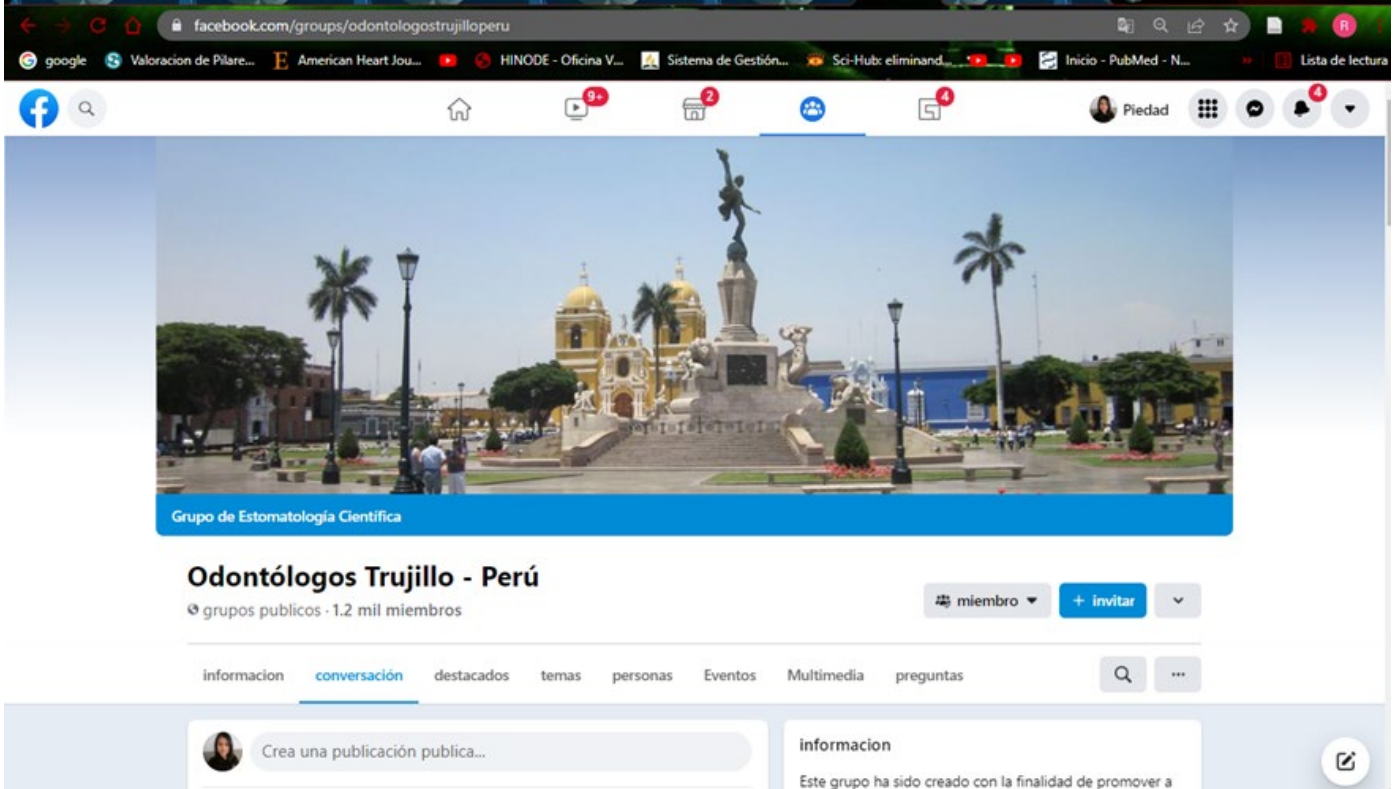 facebook.com/groups/odontologostrujilloperu
R
google
Valoracion de Pilare...
American Heart Jou...
HINODE - Oficina V...
Sistema de Gestión...
Sci-Hub: eliminand...
Inicio - PubMed - N...
Lista de lectura
9+
2
4
Piedad
4
Grupo de Estomatología Científica
Odontólogos Trujillo - Perú
grupos publicos · 1.2 mil miembros
miembro
+ invitar
informacion conversación destacados temas personas Eventos Multimedia preguntas
Crea una publicación publica...
informacion
Este grupo ha sido creado con la finalidad de promover a